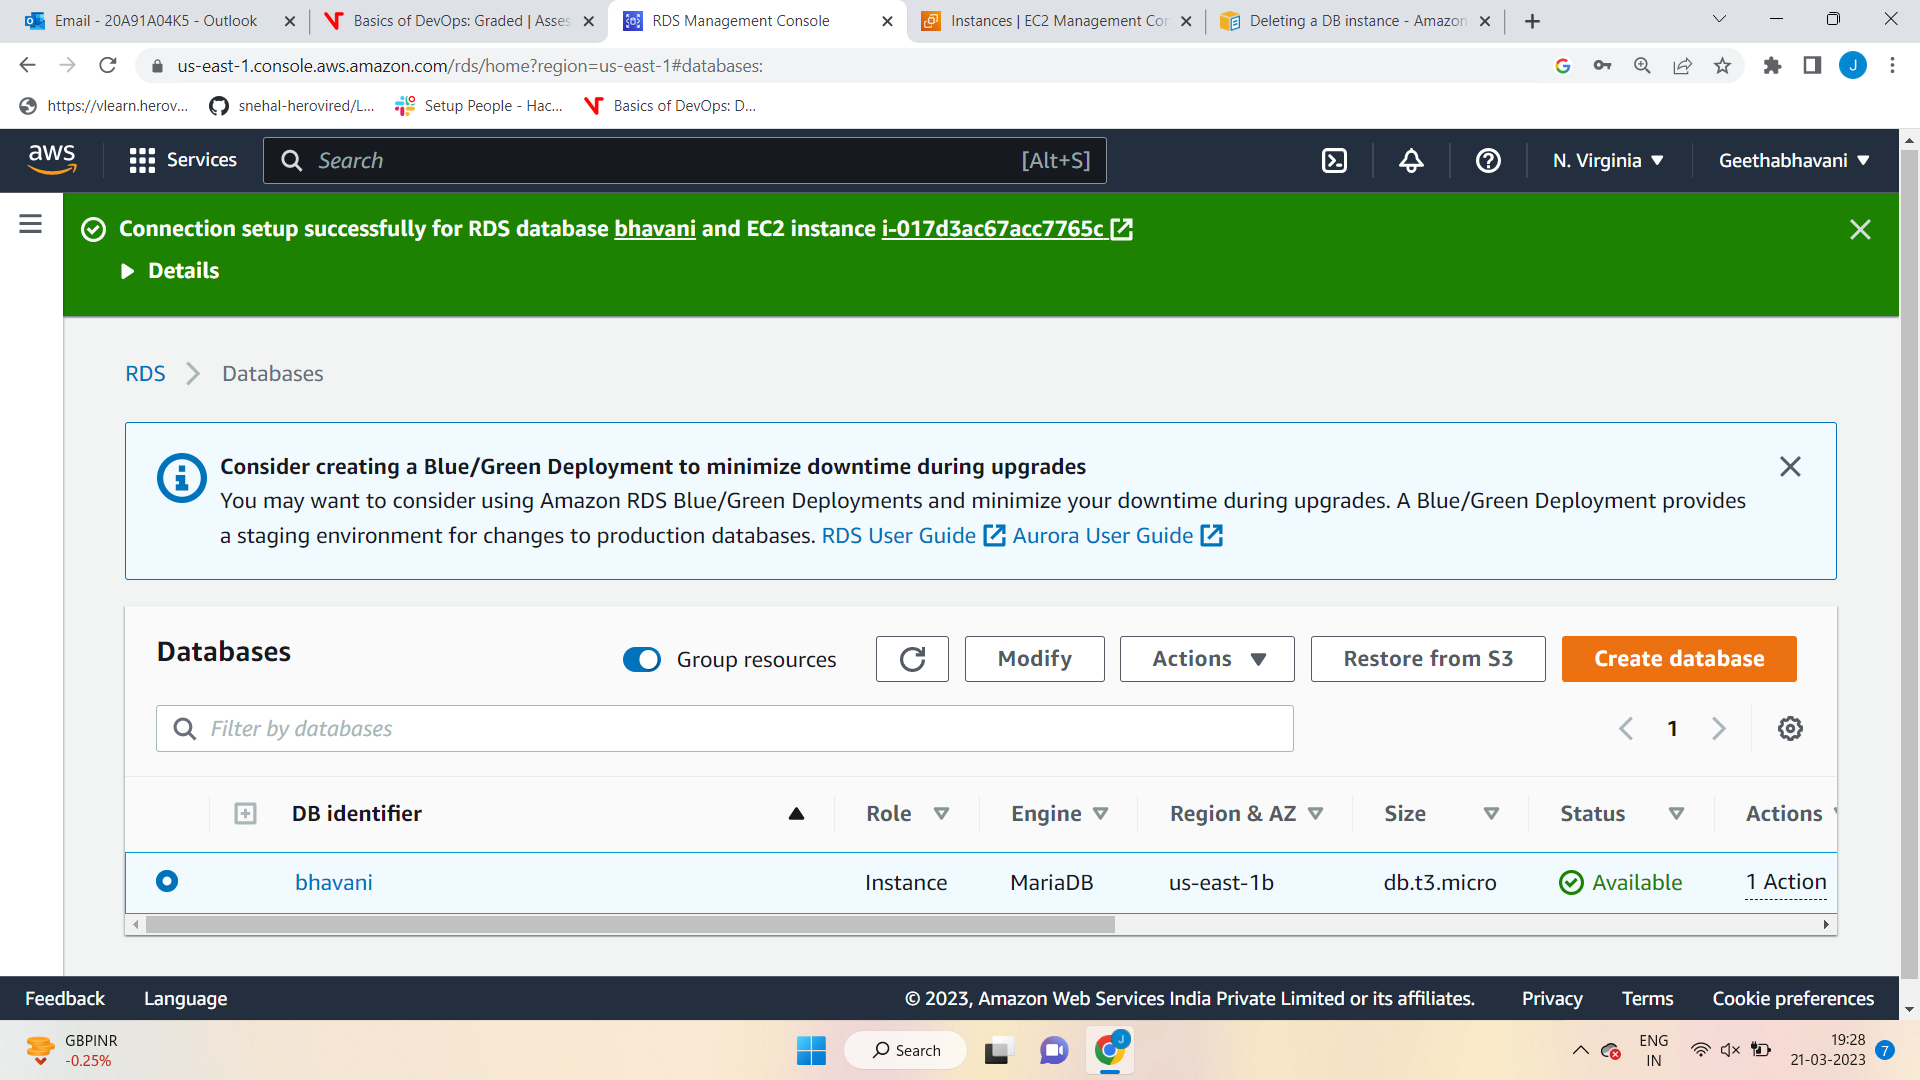 Email - 20A91A04K5 - Outlook
Basics of DevOps: Graded | Asses
RDS Management Console
Instances | EC2 Management Con
Deleting a DB instance - Amazon
us-east-1.console.aws.amazon.com/rds/home?region=us-east-1#databases:
J
https://vlearn.herov...
snehal-herovired/L...
Setup People - Hac...
Basics of DevOps: D...
aws
Services
Search
[Alt+S]
N. Virginia
Geethabhavani
Connection setup successfully for RDS database bhavani and EC2 instance i-017d3ac67acc7765c
Details
RDS
Databases
Consider creating a Blue/Green Deployment to minimize downtime during upgrades
You may want to consider using Amazon RDS Blue/Green Deployments and minimize your downtime during upgrades. A Blue/Green Deployment provides
a staging environment for changes to production databases. RDS User Guide Aurora User Guide
Databases
Group resources
Modify
Actions
Restore from S3
Create database
Filter by databases
1
DB identifier
Role
Engine
Region & AZ
Size
Status
Actions
bhavani
Instance
MariaDB
us-east-1b
db.t3.micro
Available
1 Action
Feedback
Language
© 2023, Amazon Web Services India Private Limited or its affiliates.
Privacy
Terms
Cookie preferences
GBPINR
-0.25%
Search
J
ENG
IN
19:28
21-03-2023
7